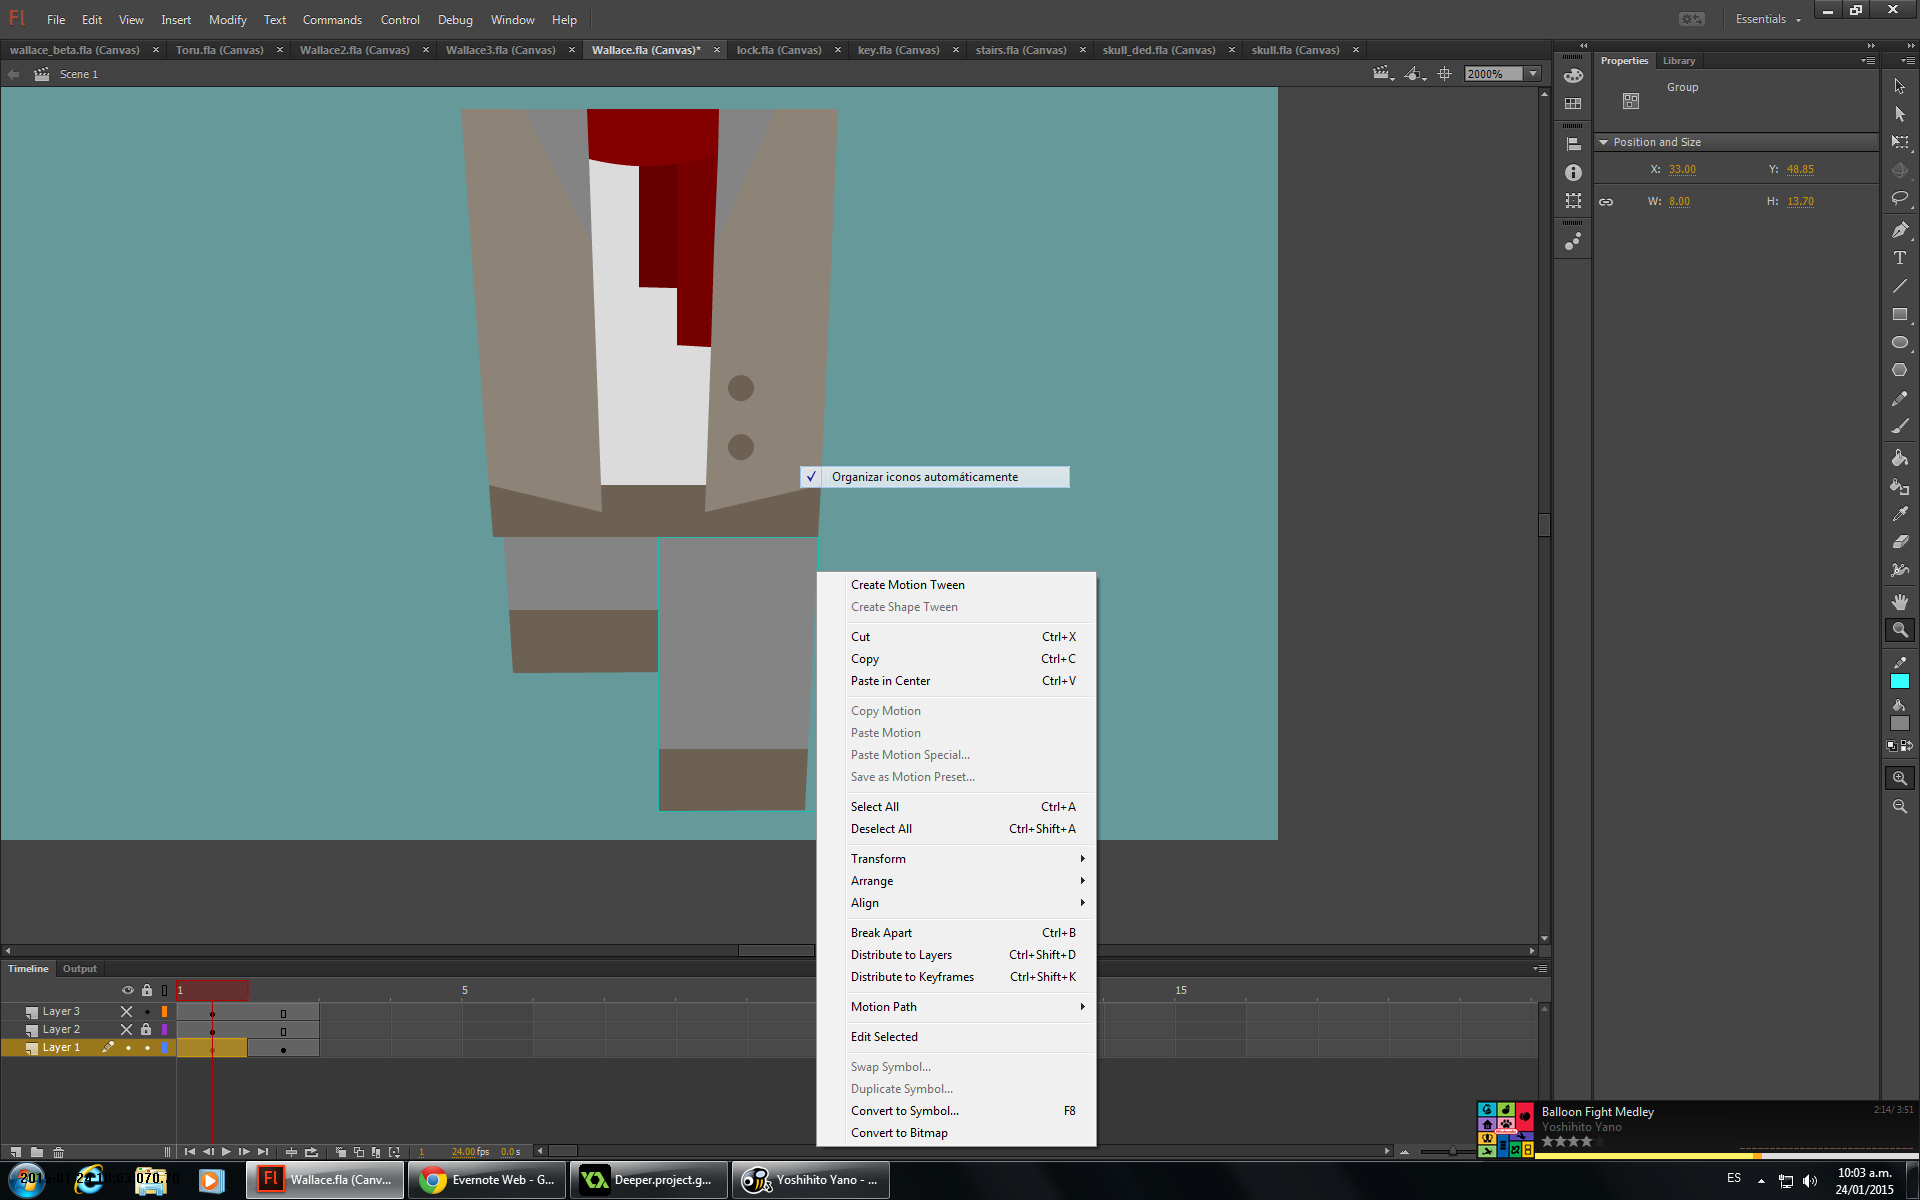 Fl File Edit View Insert Modify Text Commands Control Debug Window Help Essentials
wallace_beta.fla (Canvas) × Toru.fla (Canvas) × Wallace2.fla (Canvas) × Wallace3.fla (Canvas) × Wallace.fla (Canvas)* × lock.fla (Canvas) × key.fla (Canvas) × stairs.fla (Canvas) × skull_ded.fla (Canvas) × skull.fla (Canvas) ×
Scene 1 2000%
Properties Library
Group
Position and Size
X: 33.00 Y: 48.85
W: 8.00 H: 13.70
Organizar iconos automáticamente
Create Motion Tween
Create Shape Tween
Cut Ctrl+X
Copy Ctrl+C
Paste in Center Ctrl+V
Copy Motion
Paste Motion
Paste Motion Special...
Save as Motion Preset...
Select All Ctrl+A
Deselect All Ctrl+Shift+A
Transform
Arrange
Align
Break Apart Ctrl+B
Distribute to Layers Ctrl+Shift+D
Distribute to Keyframes Ctrl+Shift+K
Motion Path
Edit Selected
Swap Symbol...
Duplicate Symbol...
Convert to Symbol... F8
Convert to Bitmap
Timeline Output
1 5 15
Layer 3
Layer 2
Layer 1
1 24.00 fps 0.0 s
Balloon Fight Medley 2:14/ 3:51
Yoshihito Yano
Fl Wallace.fla (Canv...
Evernote Web - G...
Deeper.project.g...
Yoshihito Yano - ...
ES
10:03 a.m.
24/01/2015